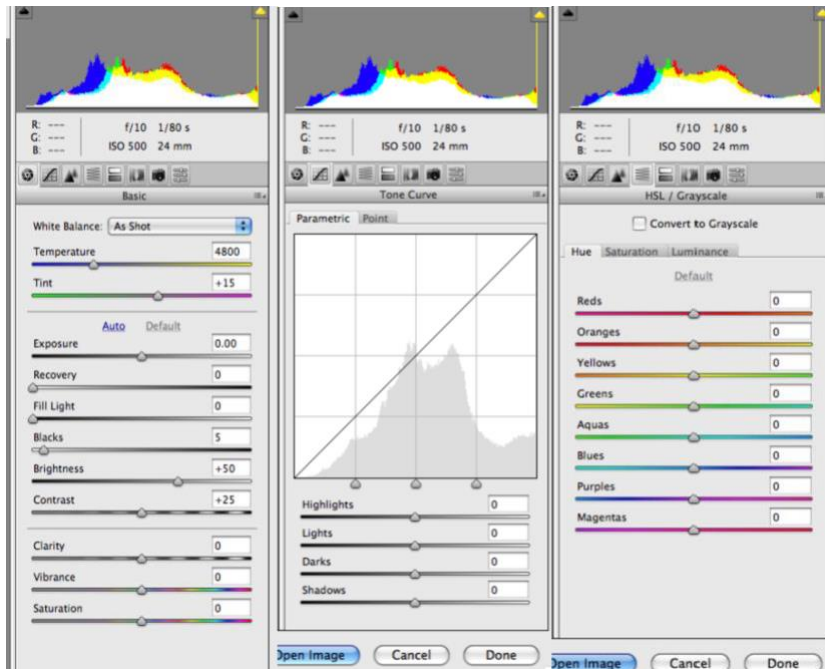 R: --- f/10 1/80 s
G: ---
B: --- ISO 500 24 mm
Basic
White Balance: As Shot
Temperature 4800
Tint +15
Auto Default
Exposure 0.00
Recovery 0
Fill Light 0
Blacks 5
Brightness +50
Contrast +25
Clarity 0
Vibrance 0
Saturation 0
R: --- f/10 1/80 s
G: ---
B: --- ISO 500 24 mm
Tone Curve
Parametric Point
Highlights 0
Lights 0
Darks 0
Shadows 0
Open Image Cancel Done
R: --- f/10 1/80 s
G: ---
B: --- ISO 500 24 mm
HSL / Grayscale
Convert to Grayscale
Hue Saturation Luminance
Default
Reds 0
Oranges 0
Yellows 0
Greens 0
Aquas 0
Blues 0
Purples 0
Magentas 0
Open Image Cancel Done